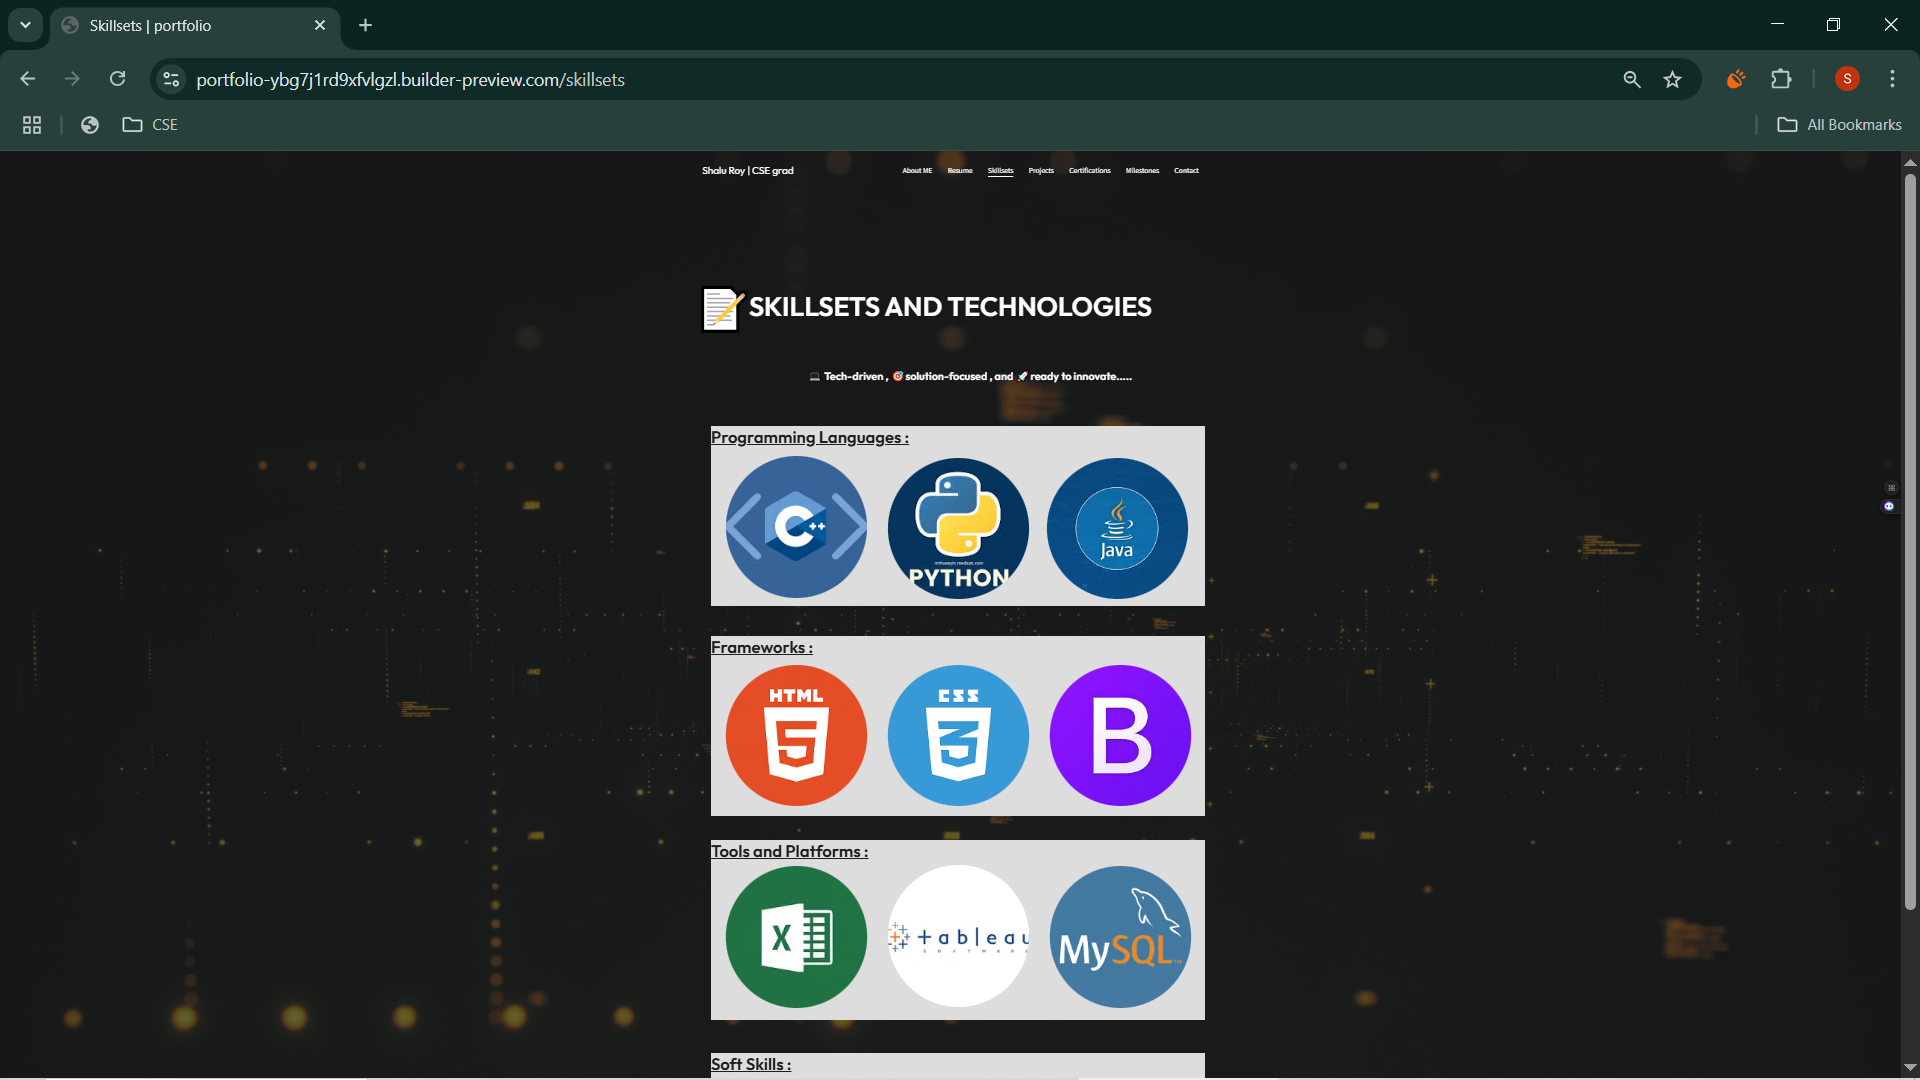 Skillsets | portfolio
portfolio-ybg7j1rd9xfvlgzl.builder-preview.com/skillsets
S
CSE
All Bookmarks
Shalu Roy | CSE grad
About ME
Resume
Skillsets
Projects
Certifications
Milestones
Contact
SKILLSETS AND TECHNOLOGIES
Tech-driven , solution-focused , and ready to innovate.....
Programming Languages :
C++
PYTHON
Java
Frameworks :
HTML
5
CSS
3
B
Tools and Platforms :
X
+ableau
SOFTWARE
MySQL
Soft Skills :